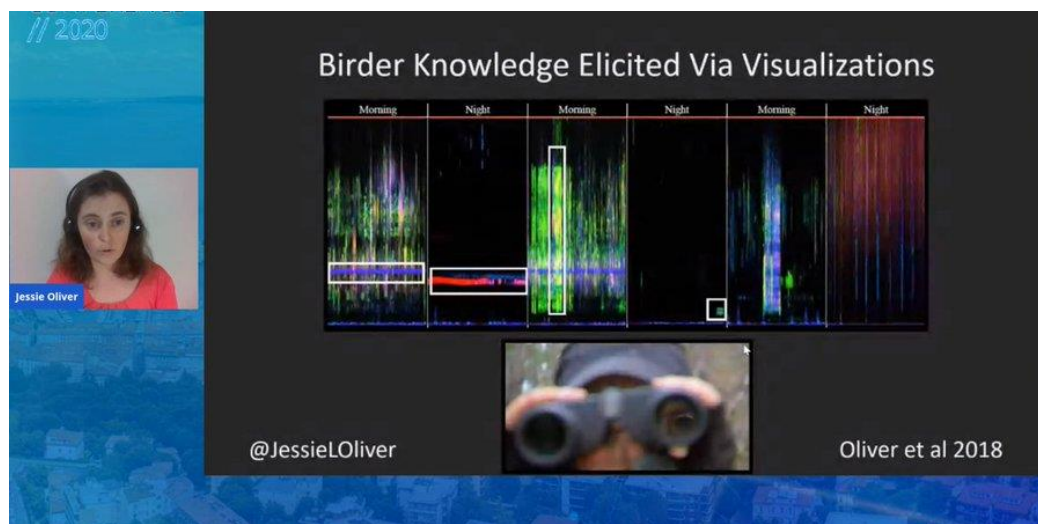 // 2020
Birder Knowledge Elicited Via Visualizations
Morning Night Morning Night Morning Night
Jessie Oliver
@JessieLOliver
Oliver et al 2018